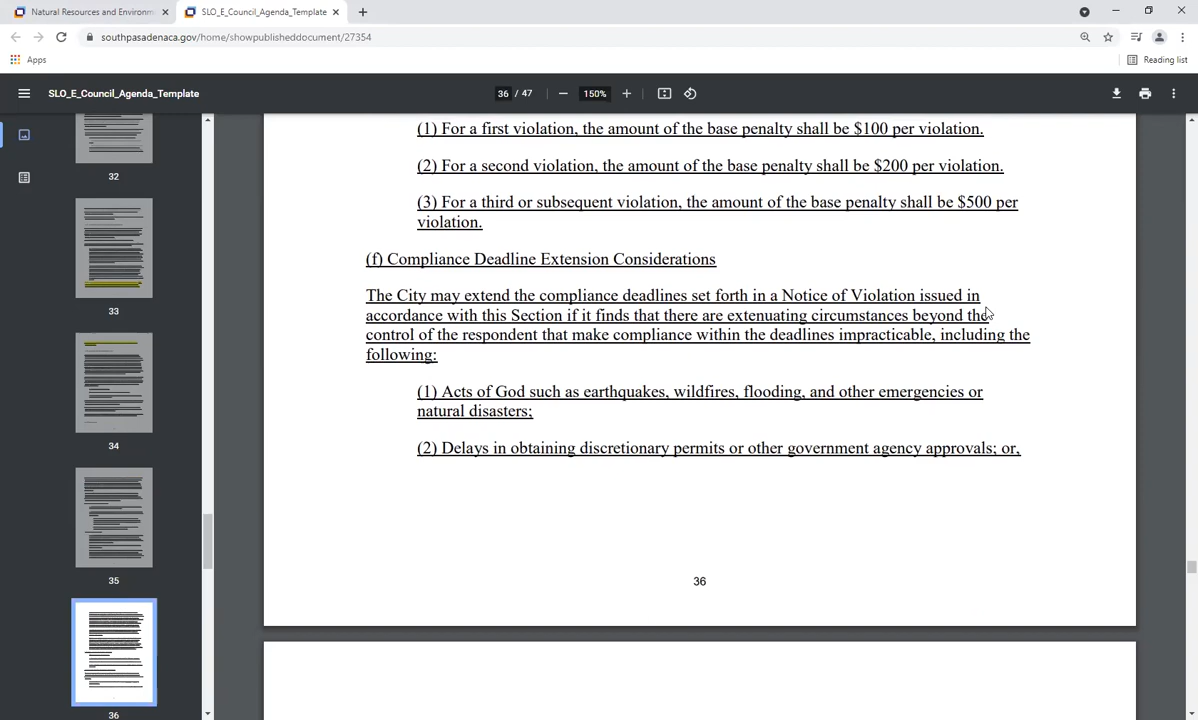 Natural Resources and Environm
SLO_E_Council_Agenda_Template
southpasadenaca.gov/home/showpublisheddocument/27354
Apps
Reading list
SLO_E_Council_Agenda_Template
36 / 47
150%
(1) For a first violation, the amount of the base penalty shall be $100 per violation.
(2) For a second violation, the amount of the base penalty shall be $200 per violation.
(3) For a third or subsequent violation, the amount of the base penalty shall be $500 per
violation.
(f) Compliance Deadline Extension Considerations
The City may extend the compliance deadlines set forth in a Notice of Violation issued in
accordance with this Section if it finds that there are extenuating circumstances beyond the
control of the respondent that make compliance within the deadlines impracticable, including the
following:
(1) Acts of God such as earthquakes, wildfires, flooding, and other emergencies or
natural disasters;
(2) Delays in obtaining discretionary permits or other government agency approvals; or,
36
32
33
34
35
36